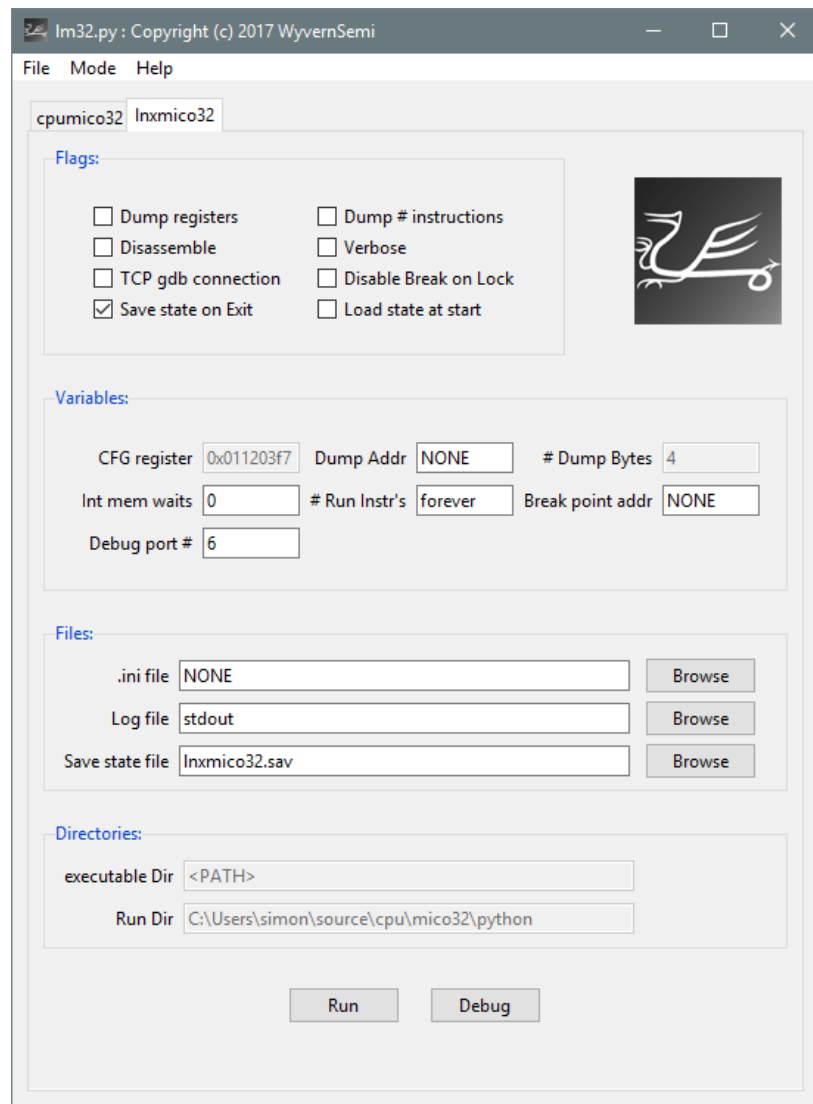 lm32.py : Copyright (c) 2017 WyvernSemi
File Mode Help
cpumico32 lnxmico32
Flags:
Dump registers Dump # instructions
Disassemble Verbose
TCP gdb connection Disable Break on Lock
Save state on Exit Load state at start
Variables:
CFG register 0x011203f7 Dump Addr NONE # Dump Bytes 4
Int mem waits 0 # Run Instr's forever Break point addr NONE
Debug port # 6
Files:
.ini file NONE Browse
Log file stdout Browse
Save state file lnxmico32.sav Browse
Directories:
executable Dir <PATH>
Run Dir C:\Users\simon\source\cpu\mico32\python
Run Debug